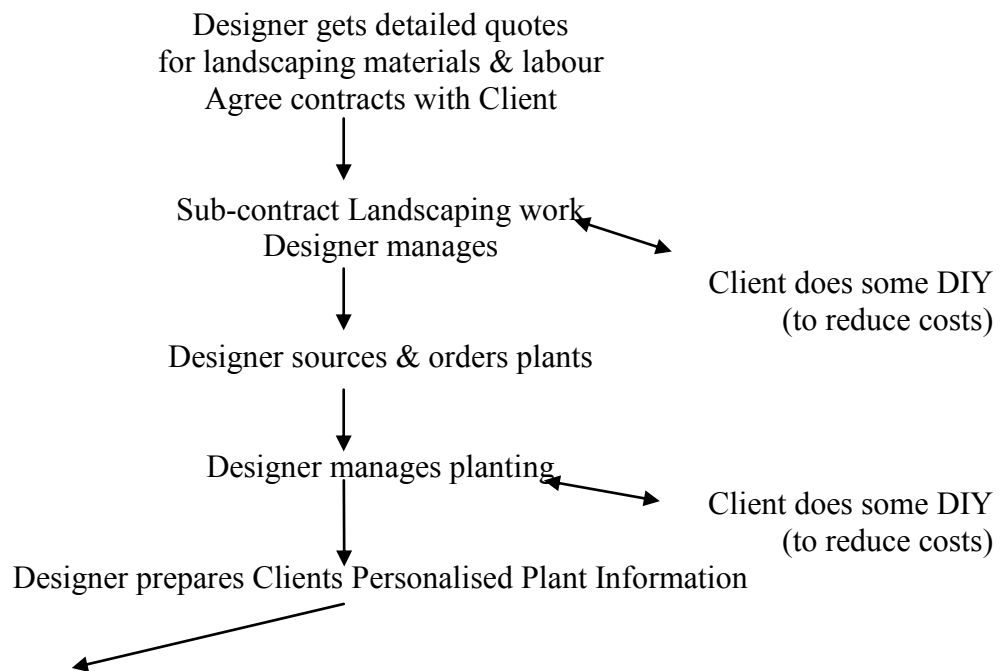 Designer gets detailed quotes
for landscaping materials & labour
Agree contracts with Client
Sub-contract Landscaping work
Designer manages
Client does some DIY
(to reduce costs)
Designer sources & orders plants
Designer manages planting
Client does some DIY
(to reduce costs)
Designer prepares Clients Personalised Plant Information